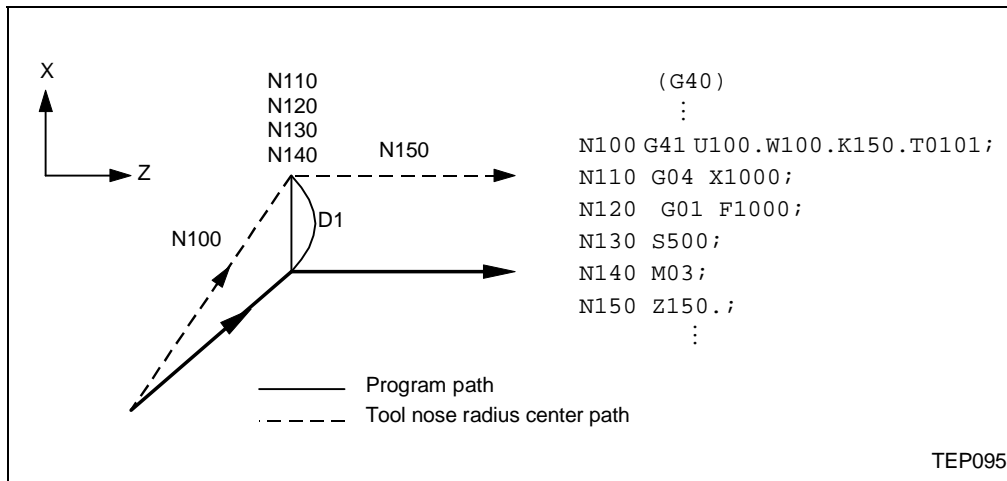 X
Z
N110
N120
N130
N140
N150
N100
D1
(G40)
⋮
N100 G41 U100.W100.K150.T0101;
N110 G04 X1000;
N120 G01 F1000;
N130 S500;
N140 M03;
N150 Z150.;
⋮
Program path
Tool nose radius center path
TEP095